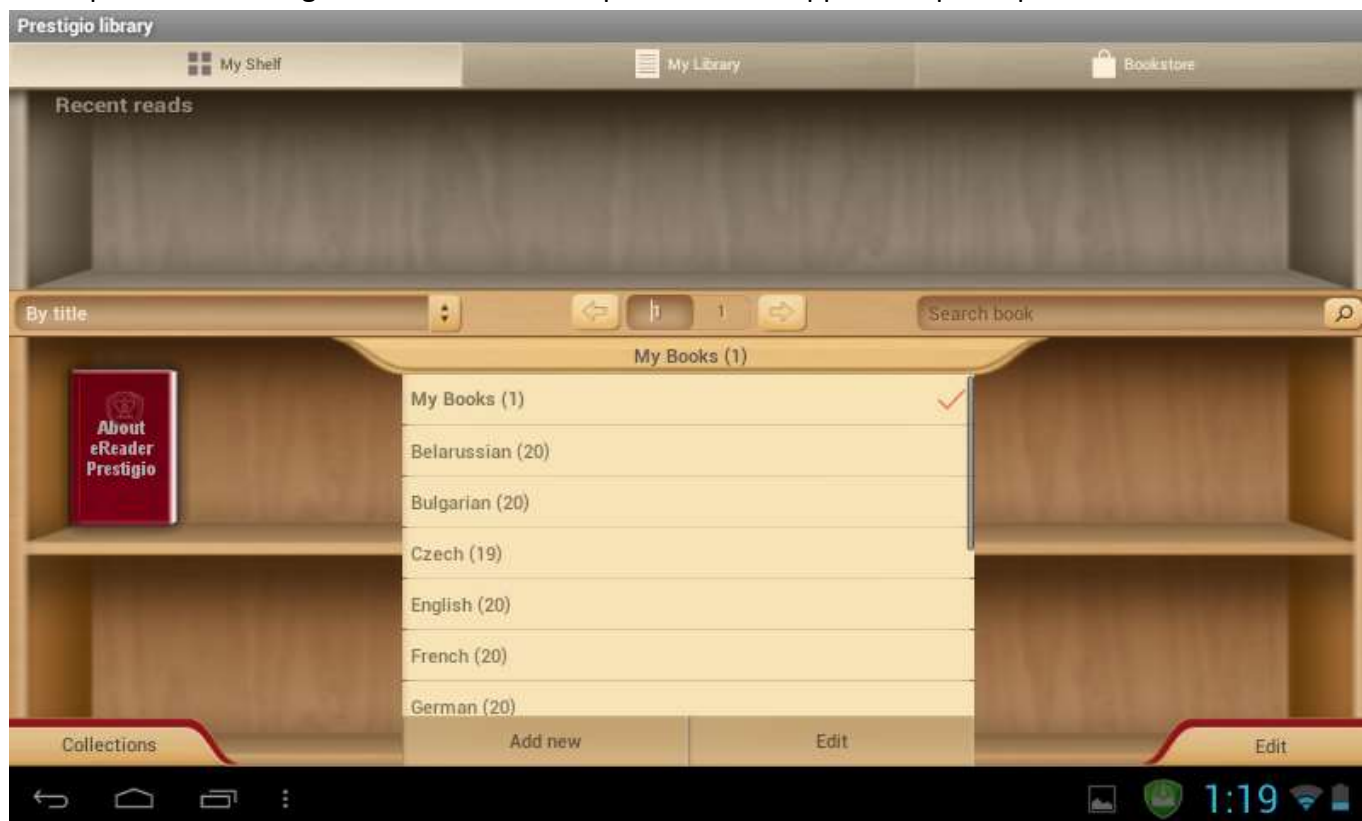 Prestigio library
My Shelf
My Library
Bookstore
Recent reads
By title
1
1
Search book
My Books (1)
About
eReader
Prestigio
My Books (1)
Belarussian (20)
Bulgarian (20)
Czech (19)
English (20)
French (20)
German (20)
Collections
Add new
Edit
Edit
1:19